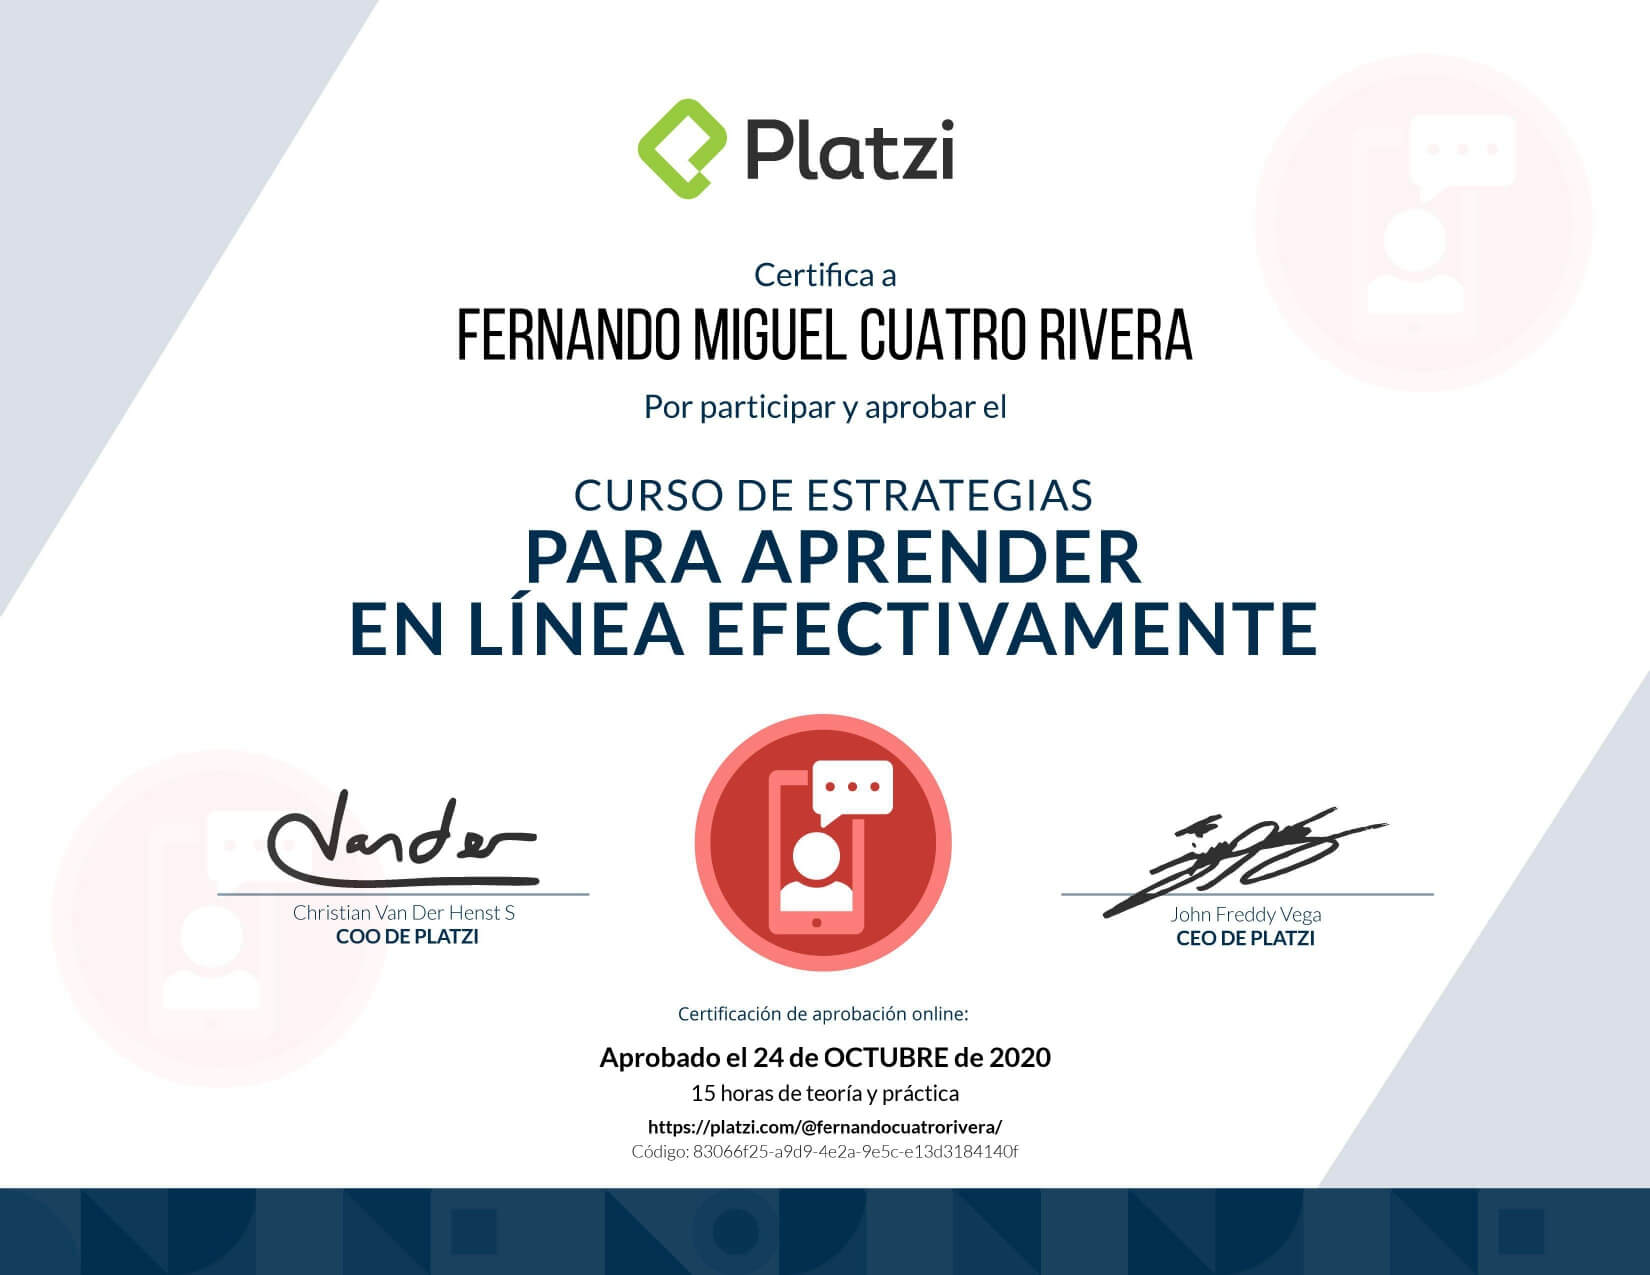 Platzi
Certifica a
FERNANDO MIGUEL CUATRO RIVERA
Por participar y aprobar el
CURSO DE ESTRATEGIAS
PARA APRENDER
EN LÍNEA EFECTIVAMENTE
Vander
Christian Van Der Henst S
COO DE PLATZI
John Freddy Vega
CEO DE PLATZI
Certificación de aprobación online:
Aprobado el 24 de OCTUBRE de 2020
15 horas de teoría y práctica
https://platzi.com/@fernandocuatrorivera/
Código: 83066f25-a9d9-4e2a-9e5c-e13d3184140f